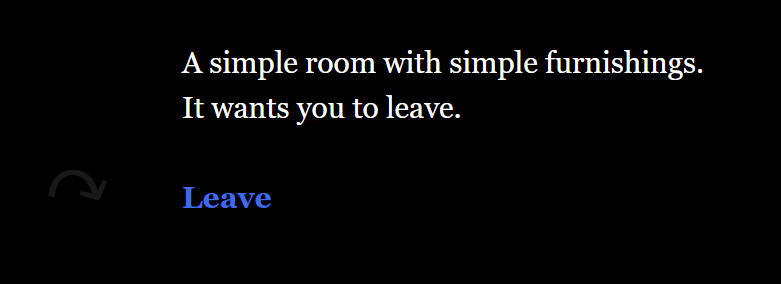 A simple room with simple furnishings.
It wants you to leave.
Leave